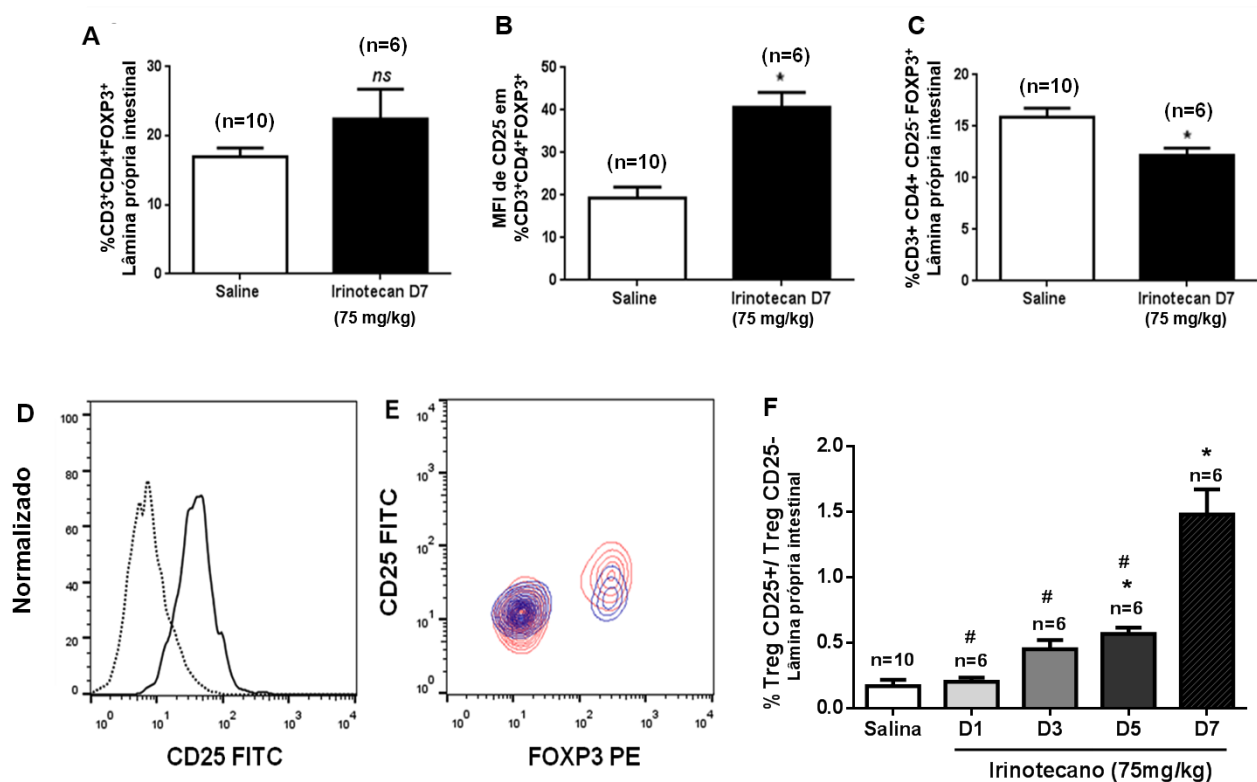 A
%CD3⁺CD4⁺FOXP3⁺
Lâmina própria intestinal
30
20
10
0
(n=10)
(n=6)
ns
Saline
Irinotecan D7
(75 mg/kg)
B
MFI de CD25 em
%CD3⁺CD4⁺FOXP3⁺
50
40
30
20
10
0
(n=10)
(n=6)
*
Saline
Irinotecan D7
(75 mg/kg)
C
%CD3+ CD4+ CD25⁻ FOXP3⁺
Lâmina própria intestinal
20
15
10
5
0
(n=10)
(n=6)
*
Saline
Irinotecan D7
(75 mg/kg)
D
Normalizado
100
80
60
40
20
0
10⁰ 10¹ 10² 10³ 10⁴
CD25 FITC
E
CD25 FITC
10⁴
10³
10²
10¹
10⁰
10⁰ 10¹ 10² 10³ 10⁴
FOXP3 PE
F
% Treg CD25+/ Treg CD25-
Lâmina própria intestinal
2.0
1.5
1.0
0.5
0.0
n=10
#
n=6
#
n=6
#
*
n=6
*
n=6
Salina D1 D3 D5 D7
Irinotecano (75mg/kg)